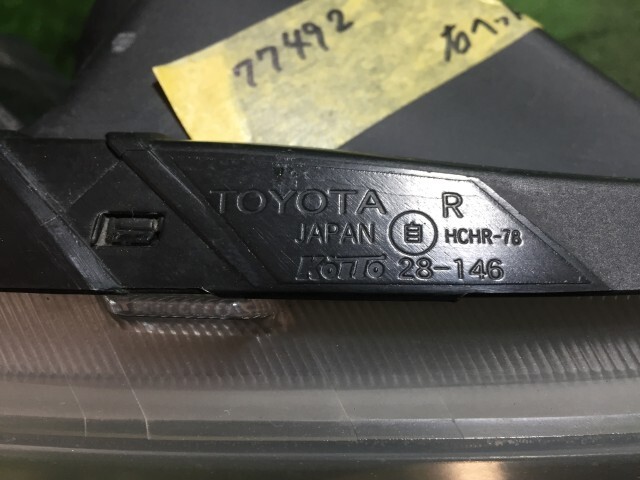 77492
右ヘッ
TOYOTA R
JAPAN 自 HCHR-78
KOITO 28-146